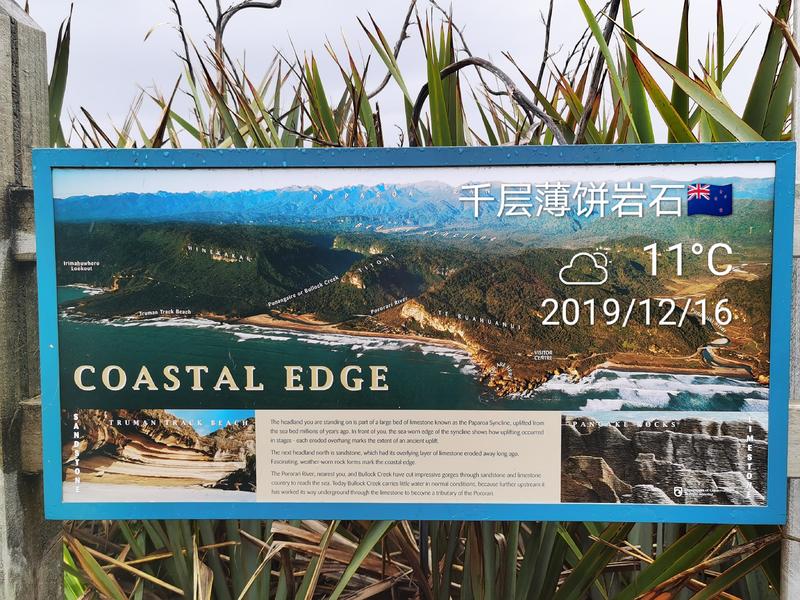 PAPAROA
千层薄饼岩石
11°C
2019/12/16
Irimahuwhero
Lookout
Punongairo or Bullock Creek
Truman Track Beach
Pororari River
TE RUAHUANUI
VISITOR
CENTRE
COASTAL EDGE
TRUMAN TRACK BEACH
SANDSTONE
The headland you are standing on is part of a large bed of limestone known as the Paparoa Syncline, uplifted from
the sea bed millions of years ago. In front of you, the sea-worn edge of the syncline shows how uplifting occurred
in stages - each eroded overhang marks the extent of an ancient uplift.
The next headland north is sandstone, which had its overlying layer of limestone eroded away long ago.
Fascinating, weather-worn rock forms mark the coastal edge.
The Pororari River, nearest you, and Bullock Creek have cut impressive gorges through sandstone and limestone
country to reach the sea. Today Bullock Creek carries little water in normal conditions, because further upstream it
has worked its way underground through the limestone to become a tributary of the Pororari.
PANCAKE ROCKS
LIMESTONE